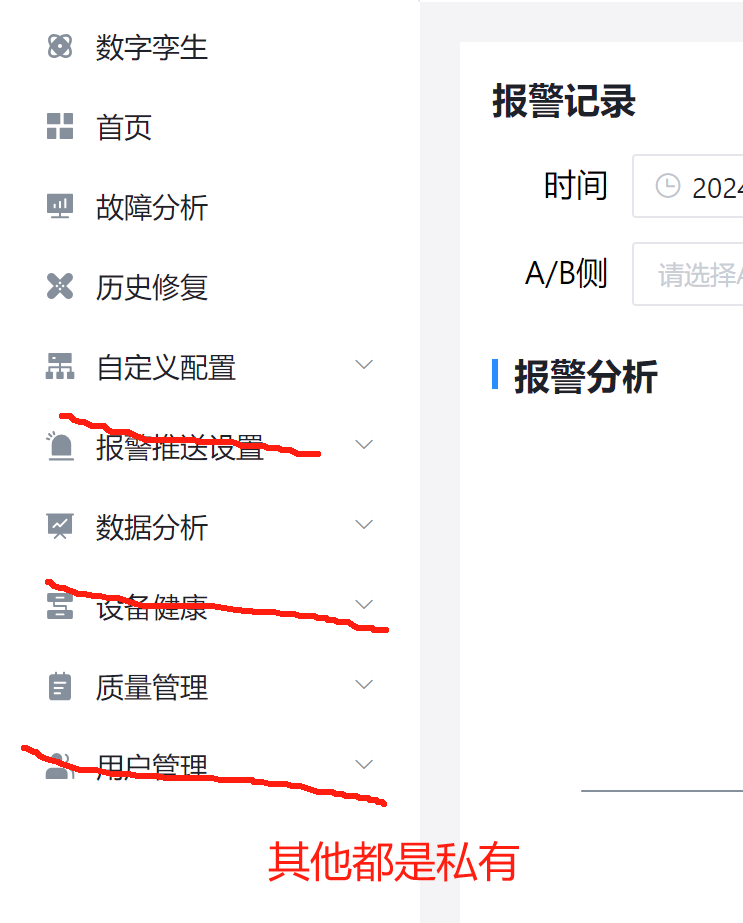 数字孪生
首页
故障分析
历史修复
自定义配置
报警推送设置
数据分析
设备健康
质量管理
用户管理
报警记录
时间 2024
A/B侧 请选择A
报警分析
其他都是私有